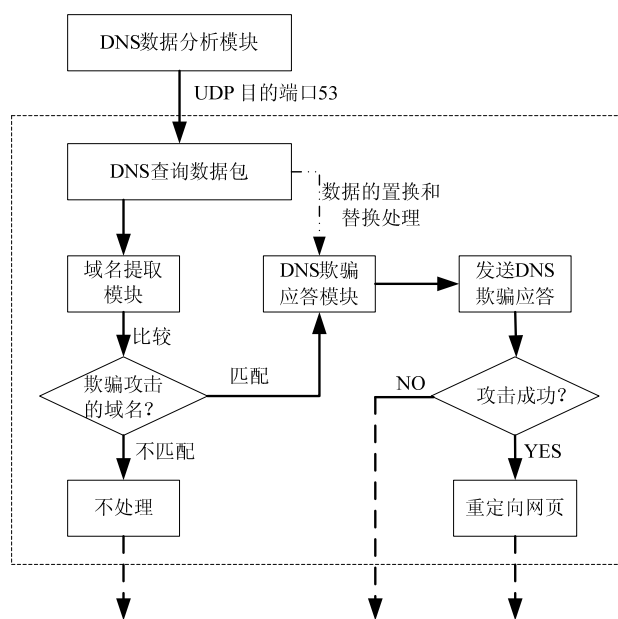 DNS数据分析模块
UDP 目的端口53
DNS查询数据包
数据的置换和
替换处理
域名提取
模块
DNS欺骗
应答模块
发送DNS
欺骗应答
比较
欺骗攻击
的域名?
匹配
NO
攻击成功?
不匹配
YES
不处理
重定向网页